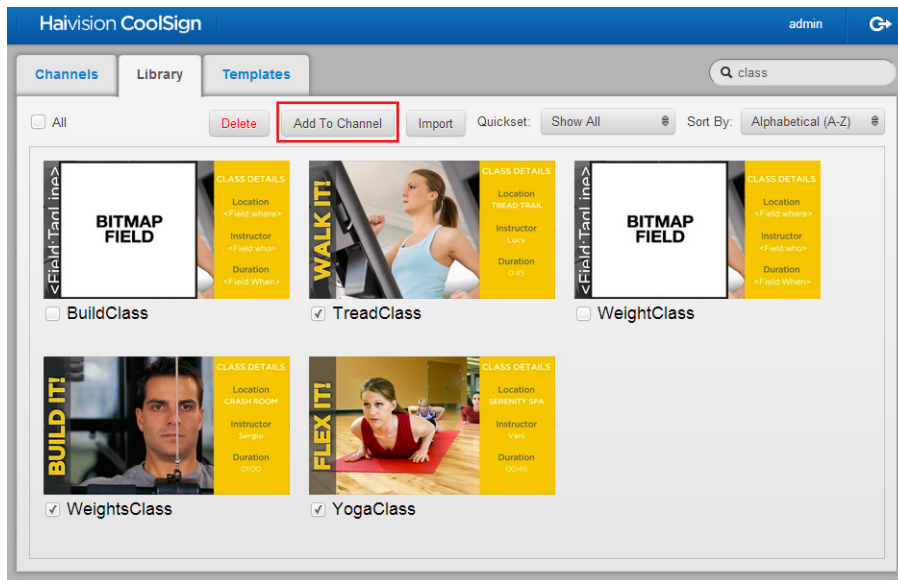 Haivision CoolSign
admin
Channels
Library
Templates
class
All
Delete
Add To Channel
Import
Quickset:
Show All
Sort By:
Alphabetical (A-Z)
<Field:TagLine>
BITMAP
FIELD
CLASS DETAILS
Location
<Field:where>
Instructor
<Field:who>
Duration
<Field:When>
BuildClass
WALK IT!
CLASS DETAILS
Location
TREAD TRAK
Instructor
Lucy
Duration
0:45
TreadClass
<Field:TagLine>
BITMAP
FIELD
CLASS DETAILS
Location
<Field:where>
Instructor
<Field:who>
Duration
<Field:When>
WeightClass
BUILD IT!
CLASS DETAILS
Location
CRASH ROOM
Instructor
Sergio
Duration
01:00
WeightsClass
FLEX IT!
CLASS DETAILS
Location
SERENITY SPA
Instructor
Vani
Duration
00:45
YogaClass